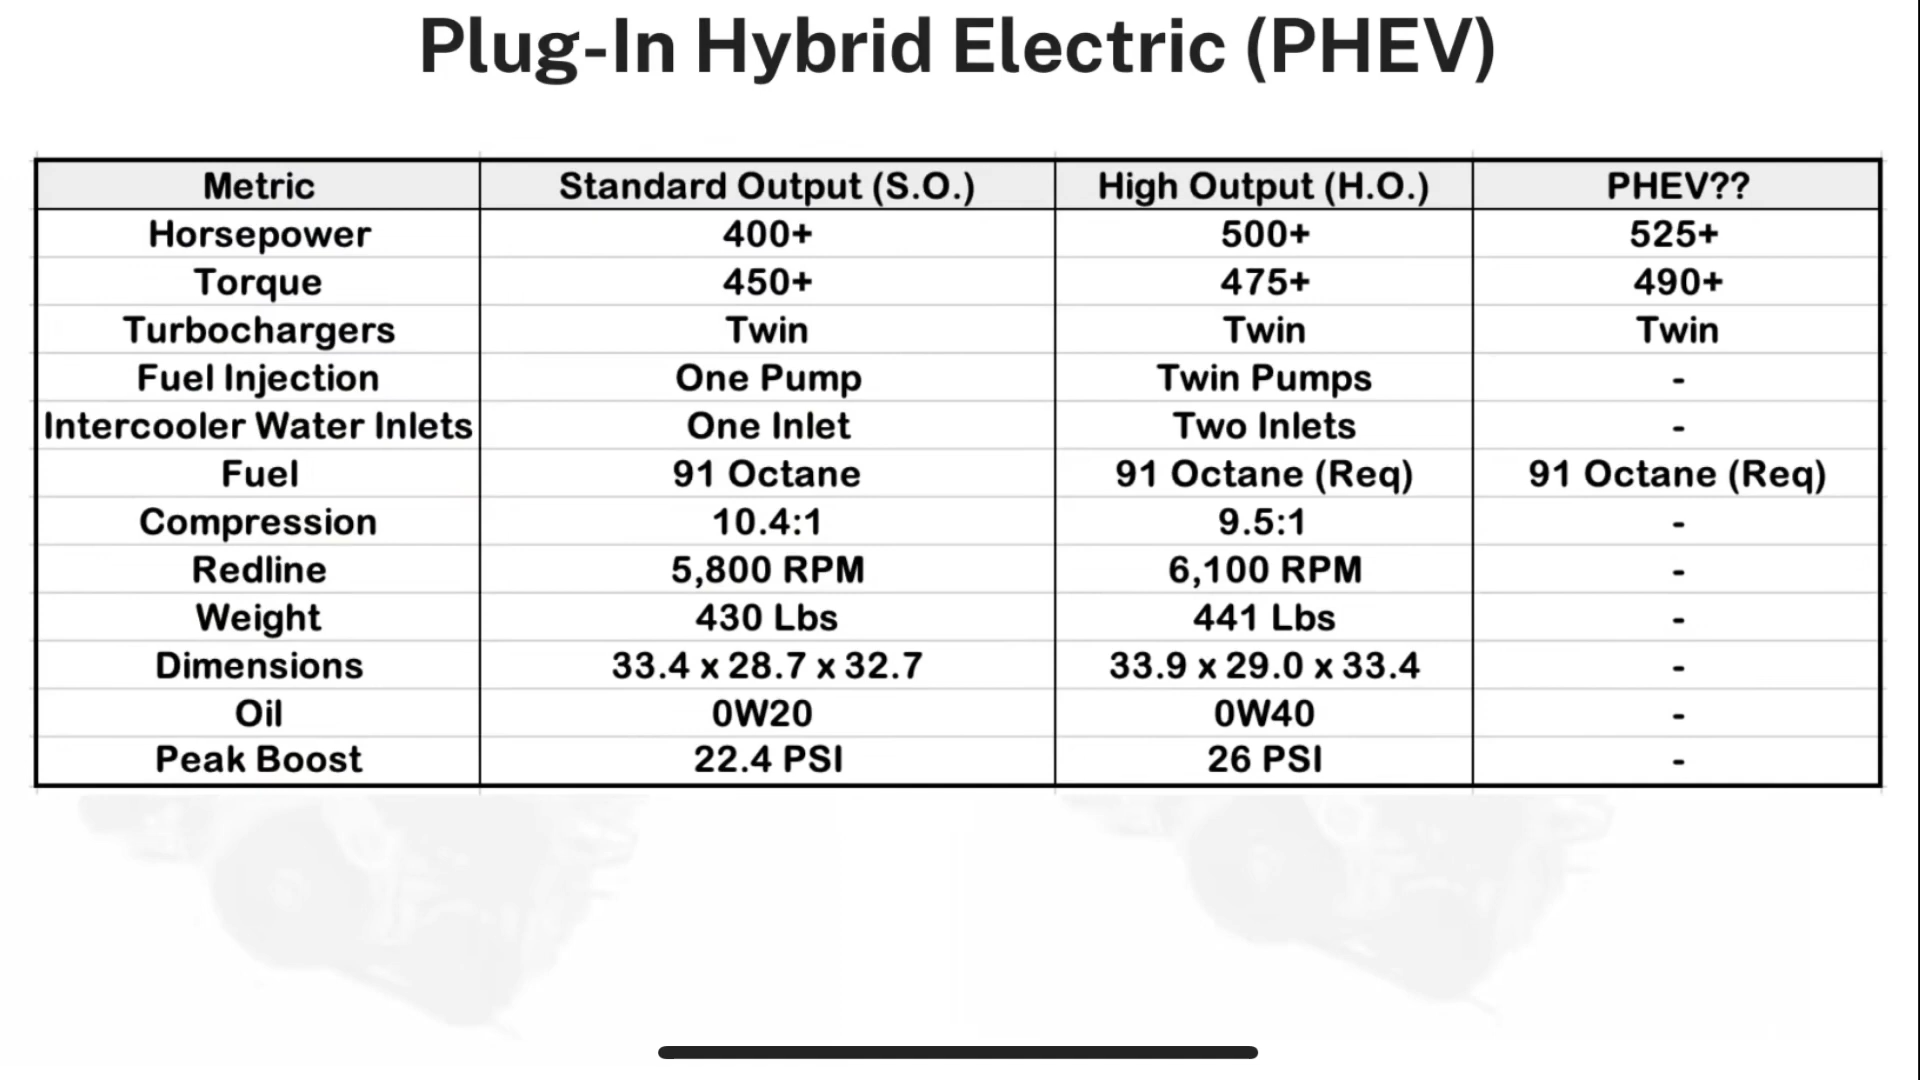 Plug-In Hybrid Electric (PHEV)
Metric Standard Output (S.O.) High Output (H.O.) PHEV??
Horsepower 400+ 500+ 525+
Torque 450+ 475+ 490+
Turbochargers Twin Twin Twin
Fuel Injection One Pump Twin Pumps -
Intercooler Water Inlets One Inlet Two Inlets -
Fuel 91 Octane 91 Octane (Req) 91 Octane (Req)
Compression 10.4:1 9.5:1 -
Redline 5,800 RPM 6,100 RPM -
Weight 430 Lbs 441 Lbs -
Dimensions 33.4 x 28.7 x 32.7 33.9 x 29.0 x 33.4 -
Oil 0W20 0W40 -
Peak Boost 22.4 PSI 26 PSI -